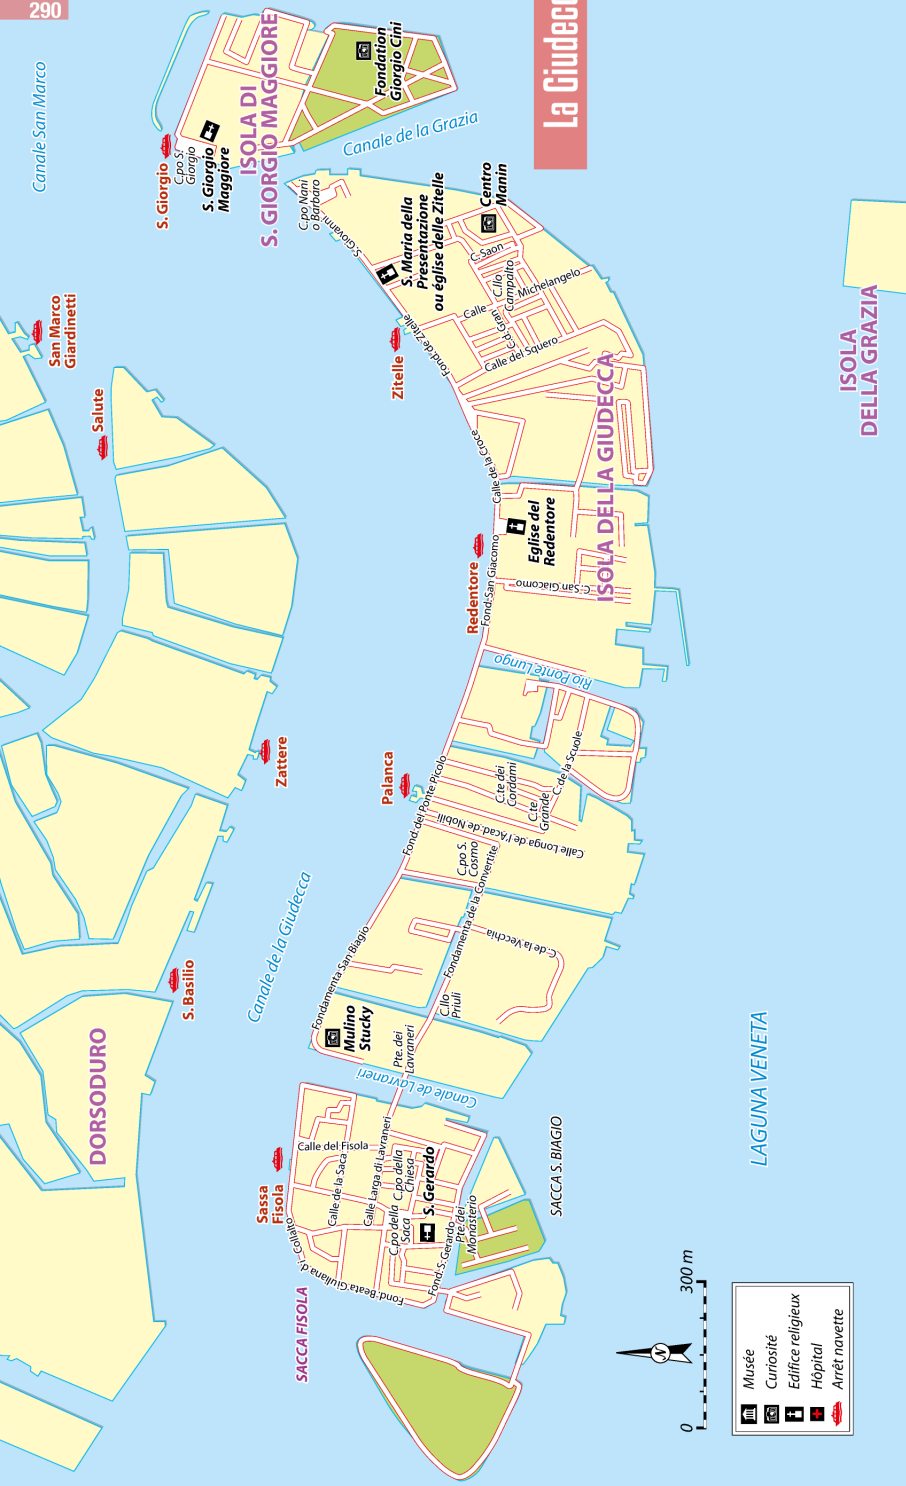 290
La Giudecc
Canale San Marco
S. Giorgio
C.po S.
Giorgio
S. Giorgio
Maggiore
ISOLA DI
S. GIORGIO MAGGIORE
Fondation
Giorgio Cini
Canale de la Grazia
C.po Nani
o Barbaro
S. Giovanni
S. Maria della
Presentazione
ou église delle Zitelle
Centro
Manin
C. Saon
C.llo
Campalto
Michelangelo
Calle
C.d. Gran
Calle del Squero
Zitelle
Fond. de Zitelle
San Marco
Giardinetti
Salute
ISOLA
DELLA GRAZIA
ISOLA DELLA GIUDECCA
Calle de la Croce
Eglise del
Redentore
Redentore
Fond. San Giacomo
C. San Giacomo
Rio Ponte Lungo
Zattere
Palanca
Fond. del Ponte Picolo
C.te dei
Cordami
C.te
Grande
C. de la Scuole
Calle Longa de l'Acad. de Nobili
C.po S.
Cosmo
Fondamenta de la Convertite
Canale de la Giudecca
S. Basilio
Fondamenta San Biagio
C. de la Vecchia
C.llo
Priuli
Mulino
Stucky
Pte. dei
Lavraneri
Canale de Lavraneri
DORSODURO
LAGUNA VENETA
Sassa
Fisola
Calle del Fisola
Calle de la Saca
Calle Larga di Lavraneri
C.po della
Chiesa
C.po della
Saca
S. Gerardo
Fond. S. Gerardo
Pte. dei
Monasterio
SACCA S. BIAGIO
Fond. Beata Giuliana di Collalto
SACCA FISOLA
N
0
300 m
Musée
Curiosité
Edifice religieux
Hôpital
Arrêt navette